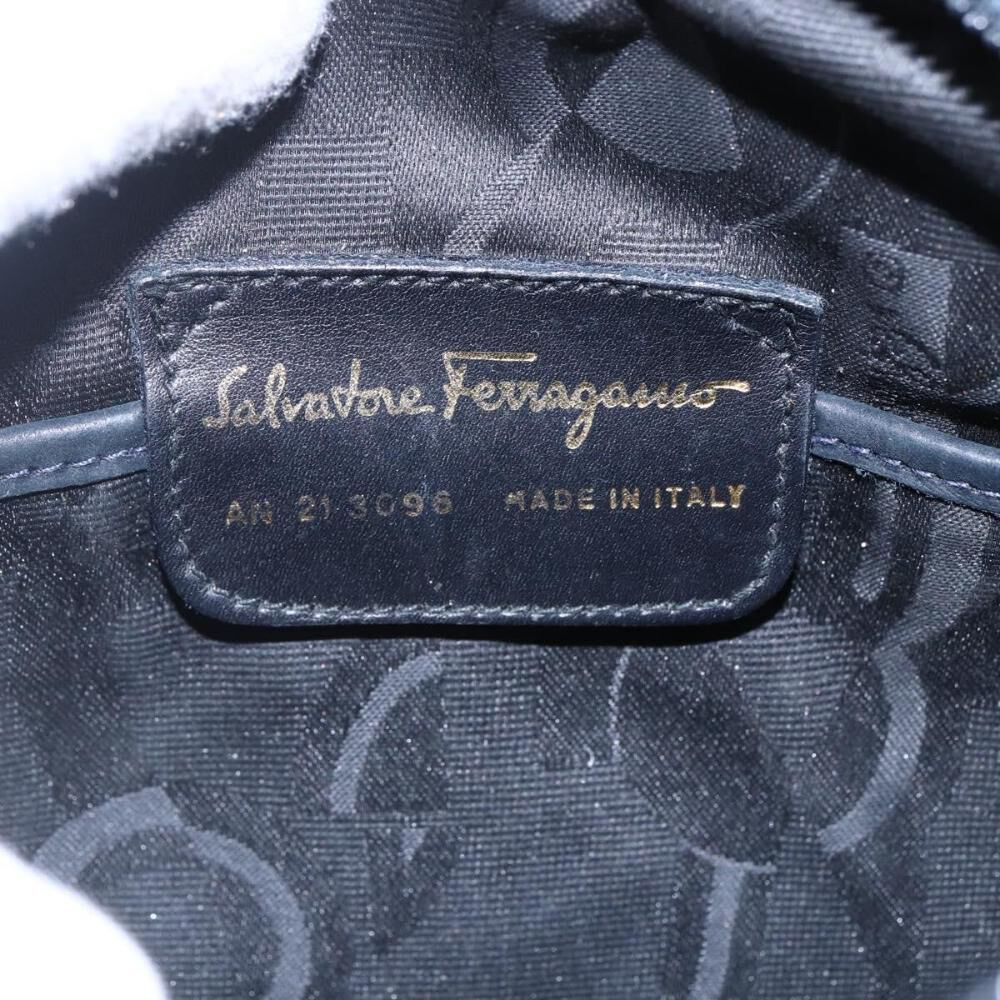 Salvatore Ferragamo
AN 21 3096 MADE IN ITALY